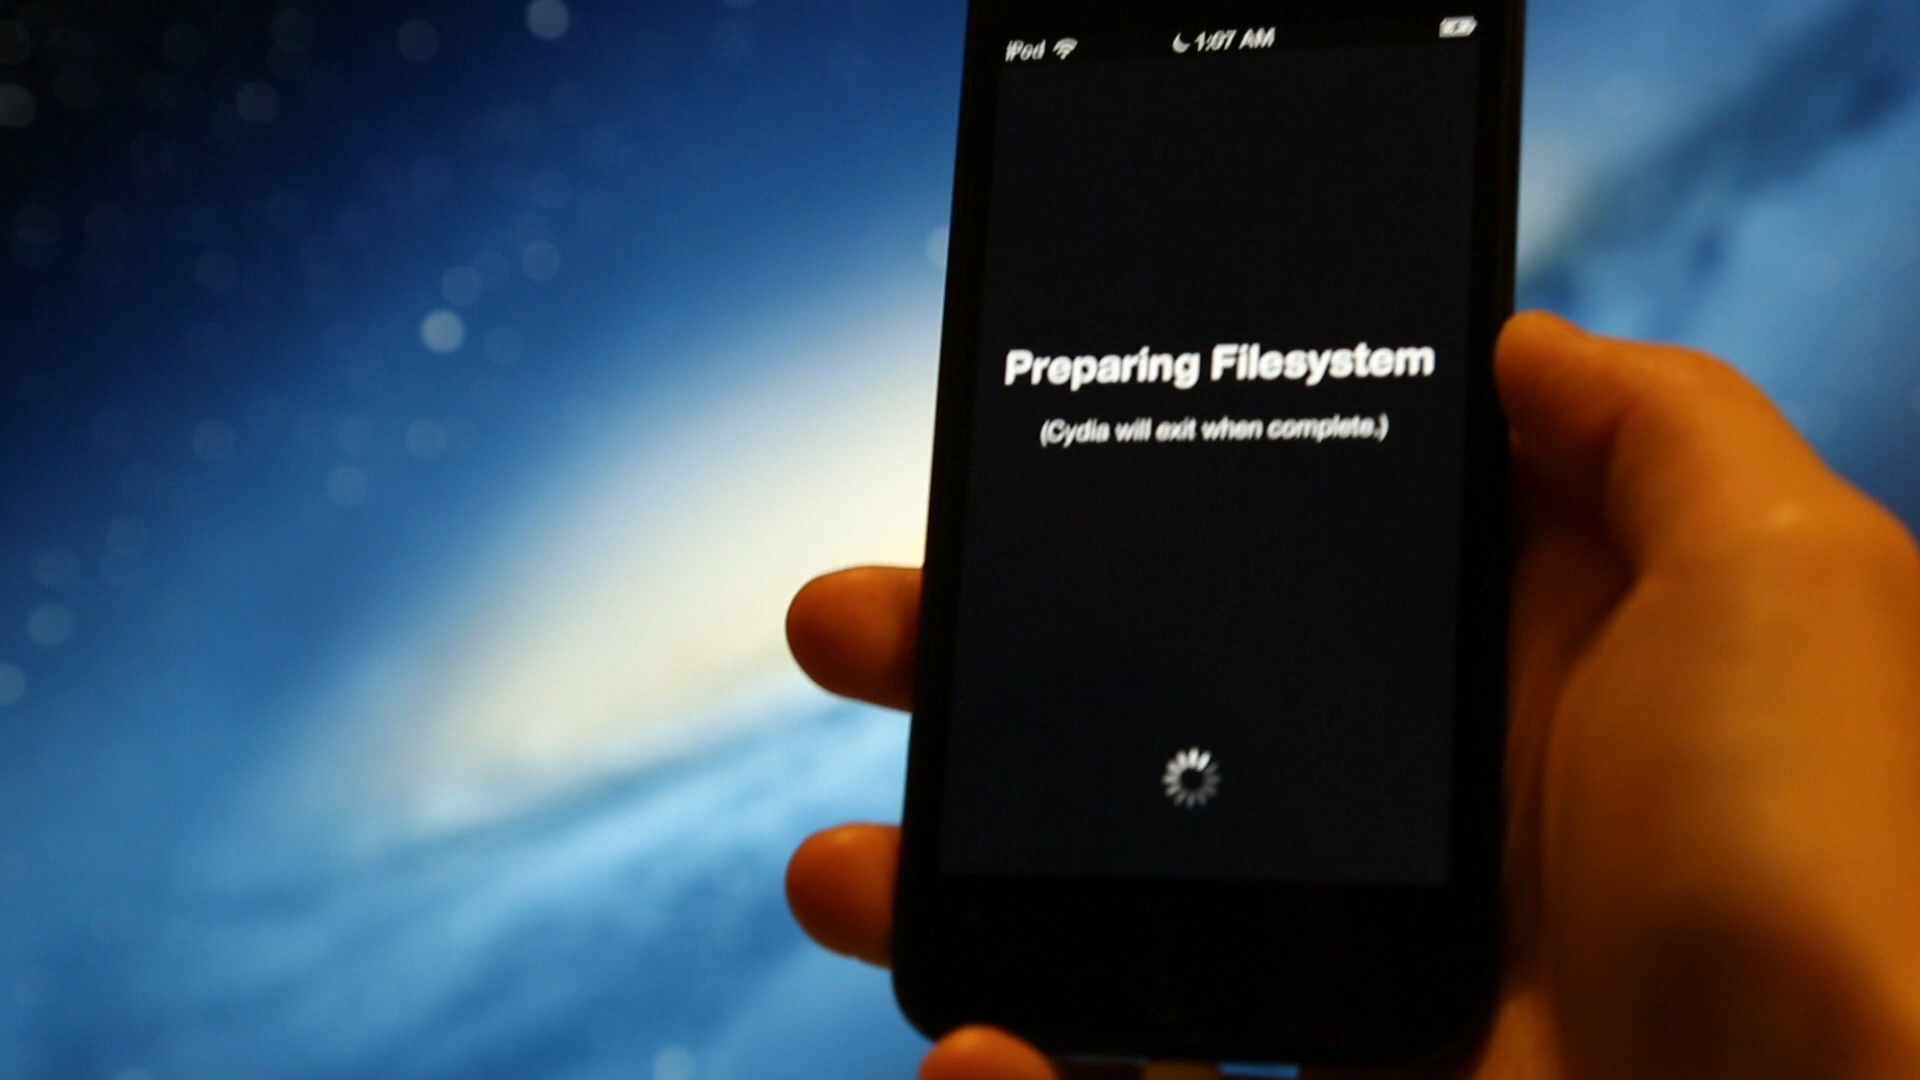 iPod 1:07 AM
Preparing Filesystem
(Cydia will exit when complete.)